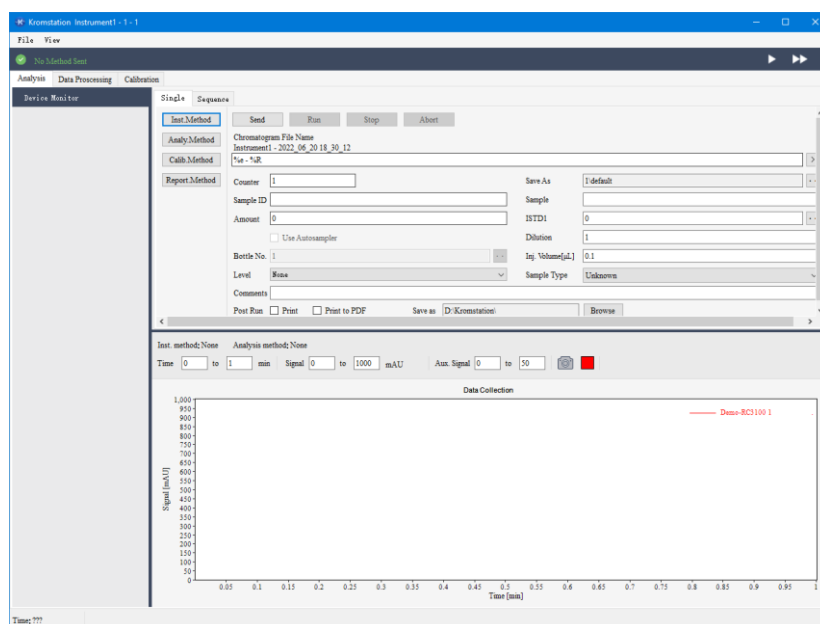 Kromstation Instrument1 - 1 - 1
File View
No Method Sent
Analysis Data Proscessing Calibration
Device Monitor
Single Sequence
Inst.Method Send Run Stop Abort
Analy.Method Chromatogram File Name
Instrument1 - 2022_06_20 18_30_12
Calib.Method %e - %R
Report.Method Counter 1 Save As 1\default
Sample ID Sample
Amount 0 ISTD1 0
Use Autosampler Dilution 1
Bottle No. 1 Inj. Volume[µL] 0.1
Level None Sample Type Unknown
Comments
Post Run Print Print to PDF Save as D:\Kromstation\ Browse
Inst. method; None Analysis method; None
Time 0 to 1 min Signal 0 to 1000 mAU Aux. Signal 0 to 50
Data Collection
Demo-RC3100 1
Signal [mAU]
1,000
950
900
850
800
750
700
650
600
550
500
450
400
350
300
250
200
150
100
50
0
0.05 0.1 0.15 0.2 0.25 0.3 0.35 0.4 0.45 0.5 0.55 0.6 0.65 0.7 0.75 0.8 0.85 0.9 0.95 1
Time [min]
Time; ???